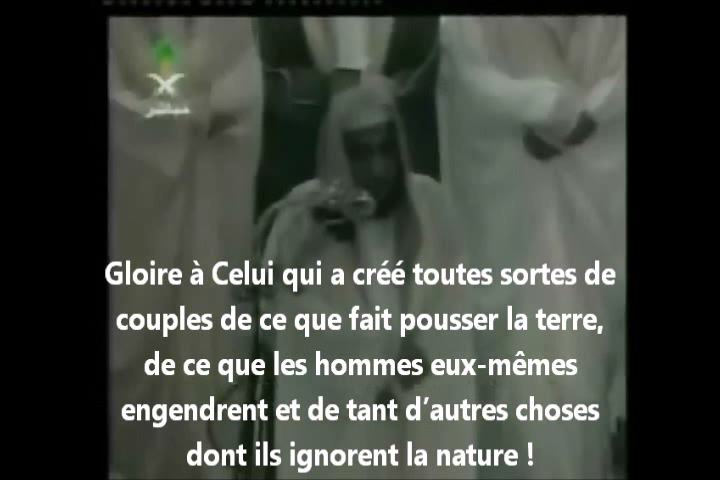 مباشر
Gloire à Celui qui a créé toutes sortes de
couples de ce que fait pousser la terre,
de ce que les hommes eux-mêmes
engendrent et de tant d’autres choses
dont ils ignorent la nature !